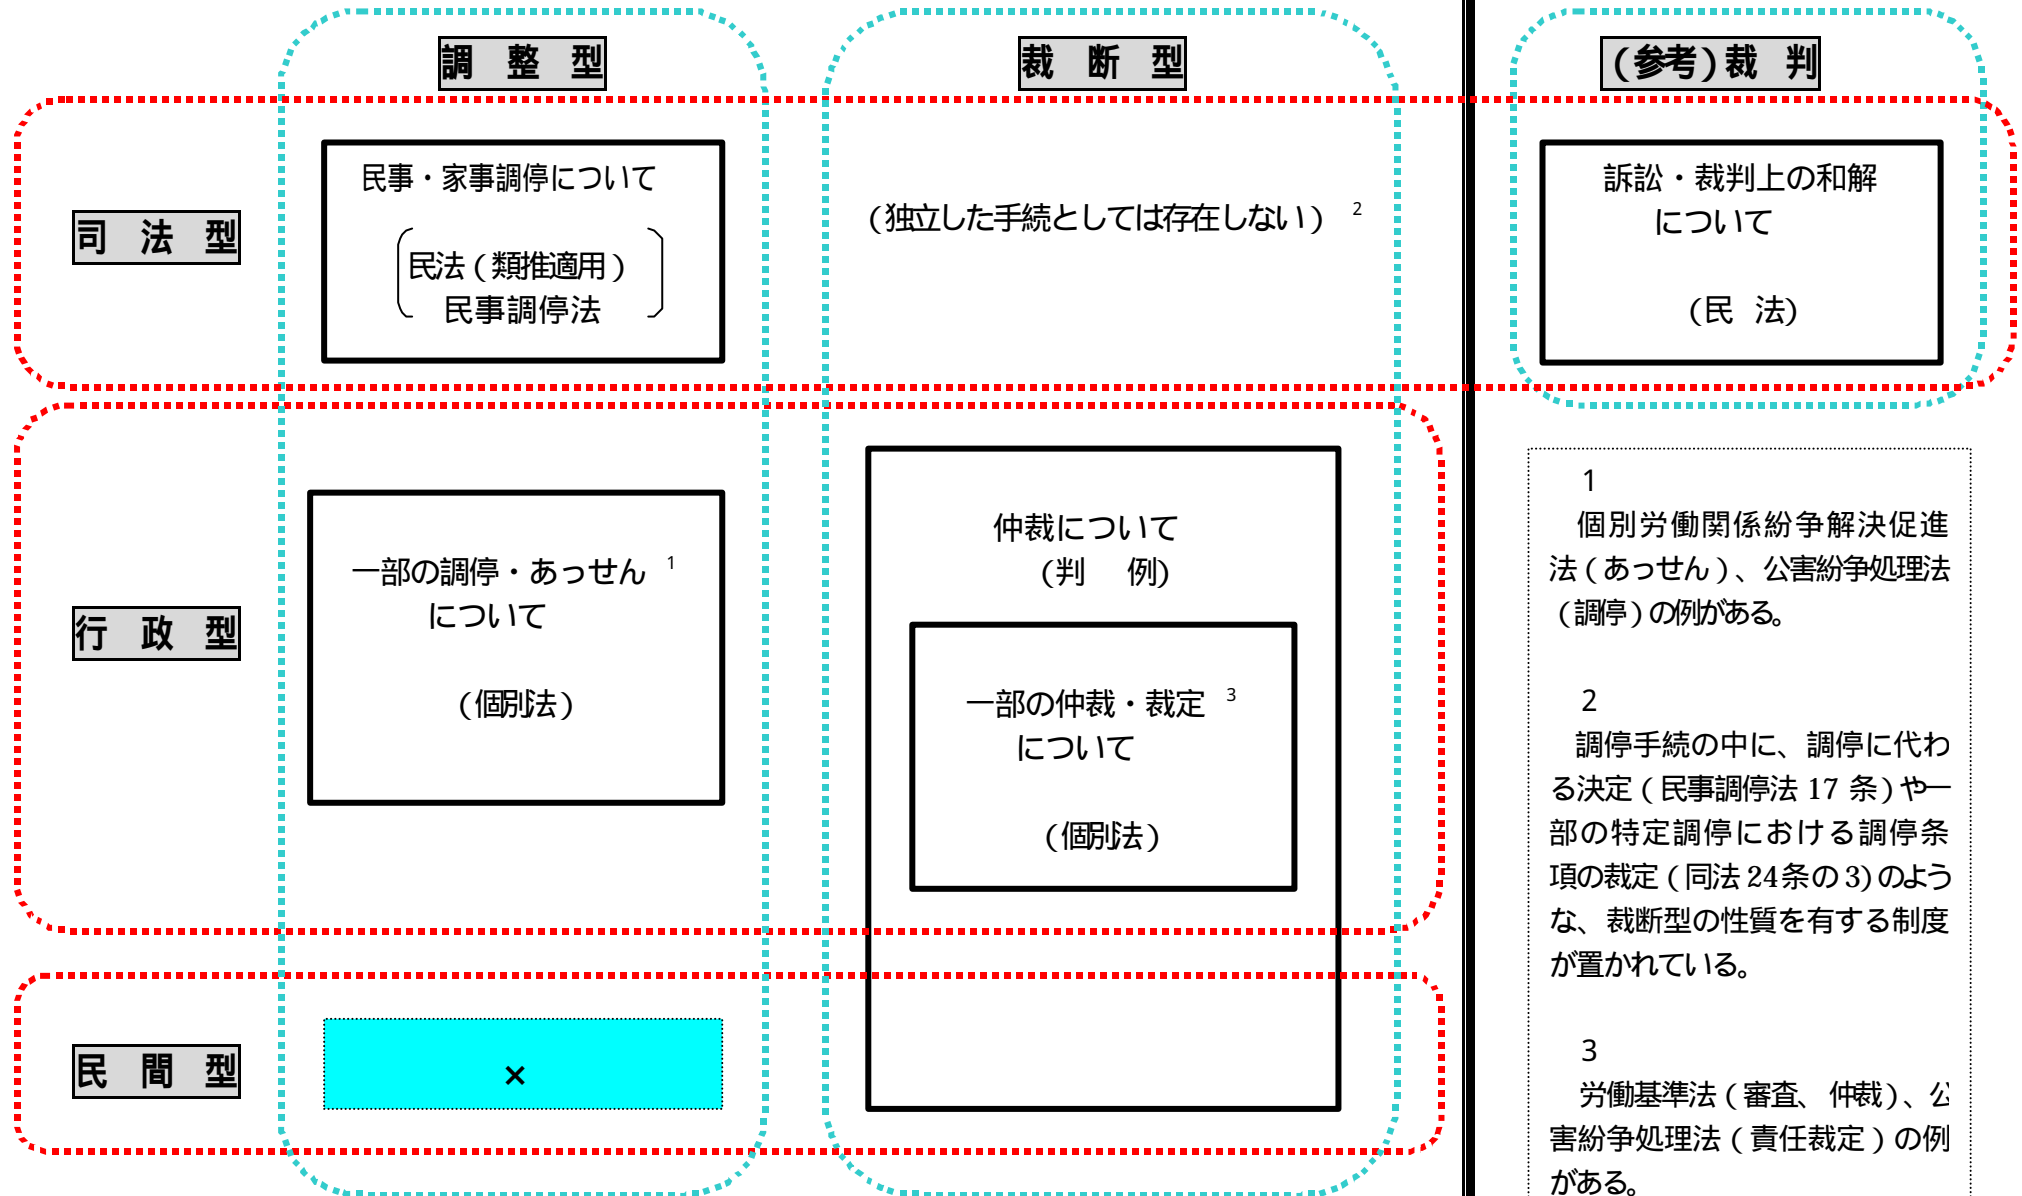 調 整 型
裁 断 型
(参考)裁 判
司 法 型
民事・家事調停について
民法(類推適用)
民事調停法
(独立した手続としては存在しない) 2
訴訟・裁判上の和解
について
(民 法)
行 政 型
一部の調停・あっせん 1
について
(個別法)
仲裁について
(判 例)
一部の仲裁・裁定 3
について
(個別法)
民 間 型
×
1
個別労働関係紛争解決促進
法(あっせん)、公害紛争処理法
(調停)の例がある。
2
調停手続の中に、調停に代わ
る決定(民事調停法 17 条)や一
部の特定調停における調停条
項の裁定(同法24条の3)のよう
な、裁断型の性質を有する制度
が置かれている。
3
労働基準法(審査、仲裁)、公
害紛争処理法(責任裁定)の例
がある。